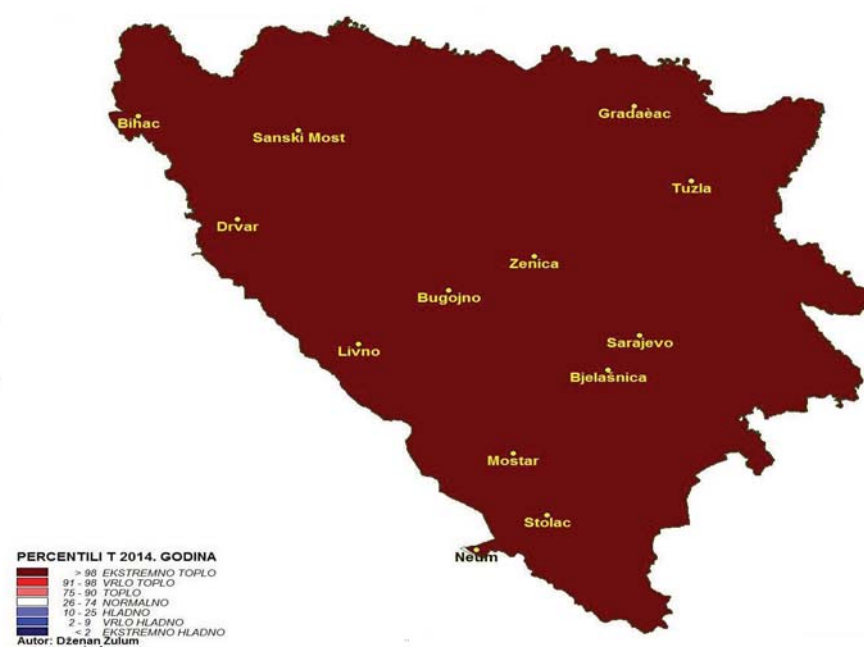 Bihac
Sanski Most
Gradaèac
Tuzla
Drvar
Zenica
Bugojno
Livno
Sarajevo
Bjelašnica
Mostar
Stolac
Neum
PERCENTILI T 2014. GODINA
> 98 EKSTREMNO TOPLO
91 - 98 VRLO TOPLO
75 - 90 TOPLO
26 - 74 NORMALNO
10 - 25 HLADNO
2 - 9 VRLO HLADNO
< 2 EKSTREMNO HLADNO
Autor: Dženan Zulum